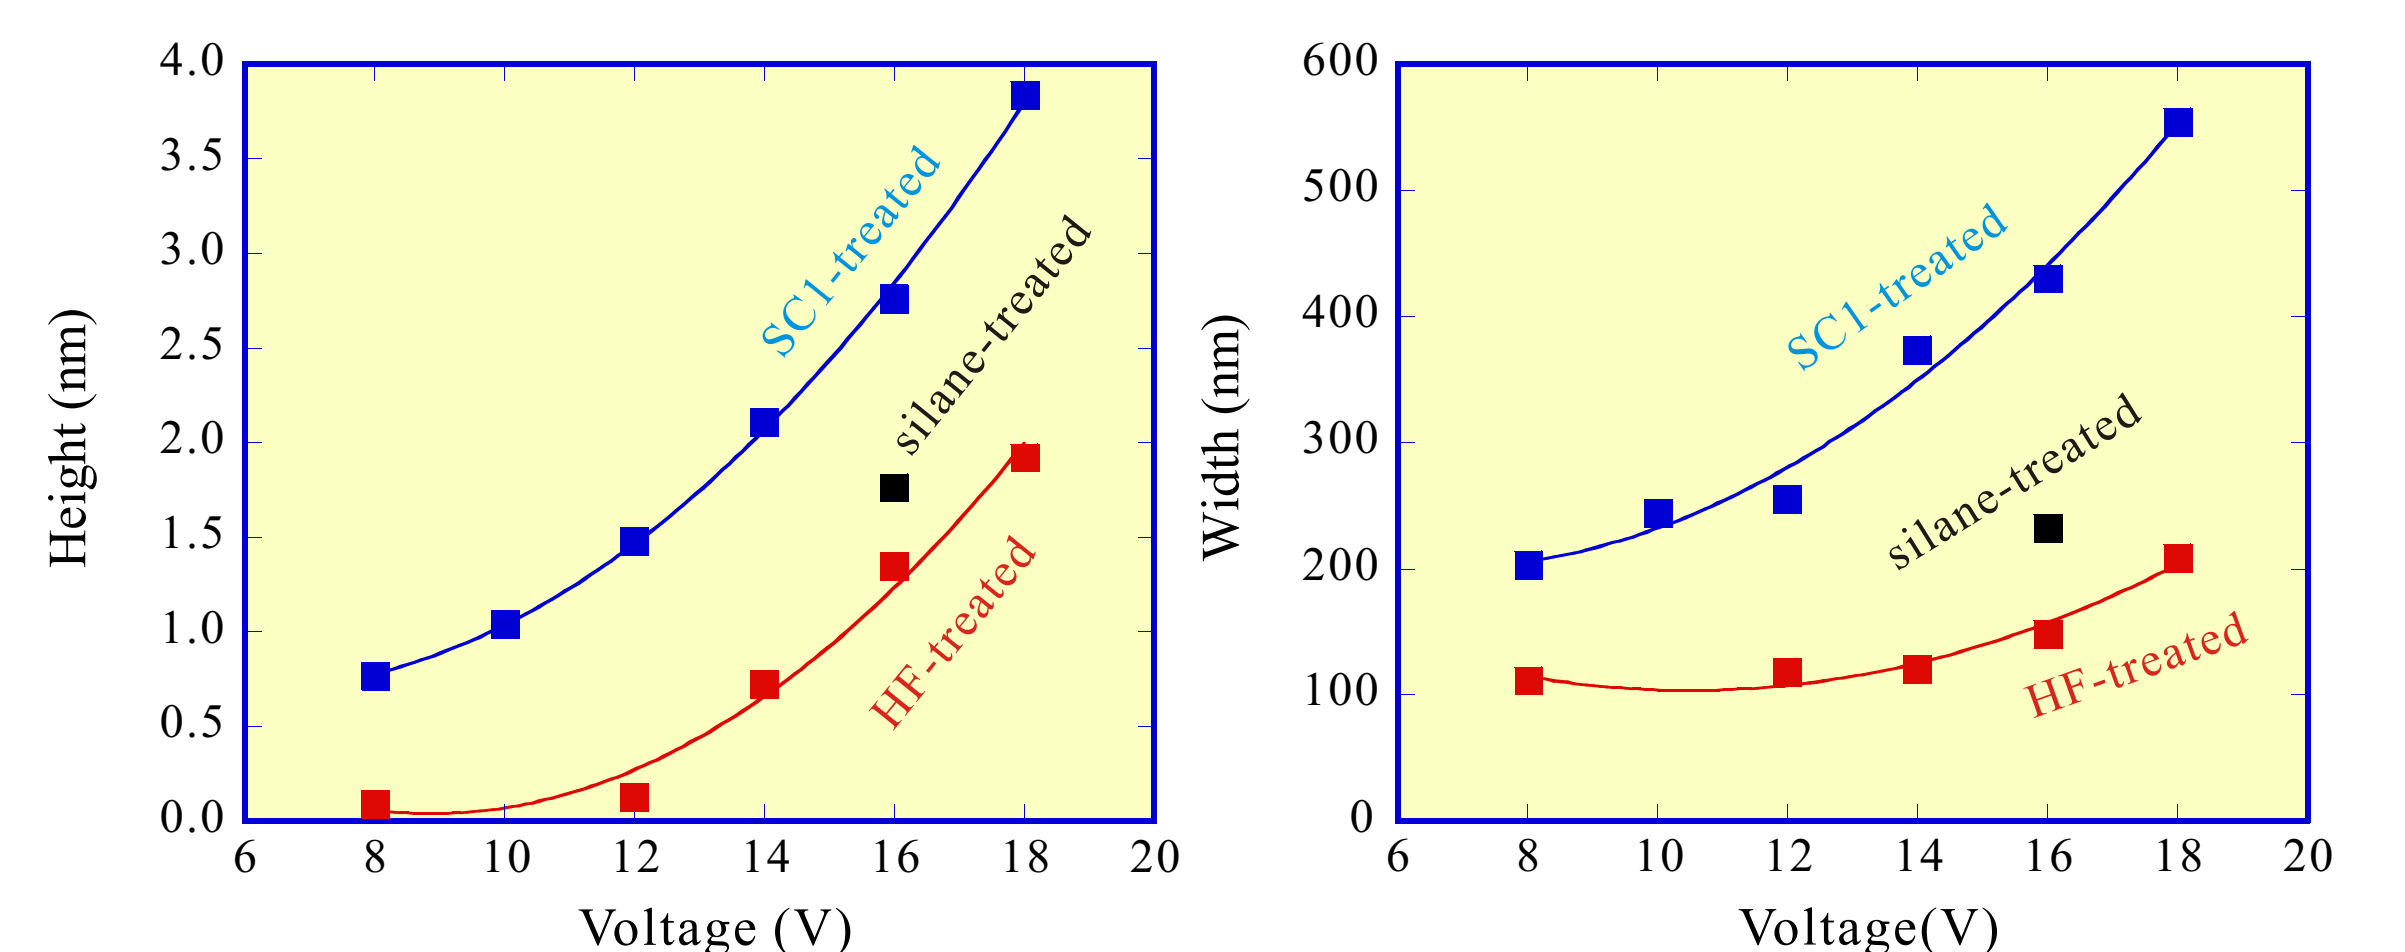 4.0
3.5
3.0
2.5
2.0
1.5
1.0
0.5
0.0
6 8 10 12 14 16 18 20
Height (nm)
Voltage (V)
SC1-treated
silane-treated
HF-treated
600
500
400
300
200
100
0
6 8 10 12 14 16 18 20
Width (nm)
Voltage(V)
SC1-treated
silane-treated
HF-treated